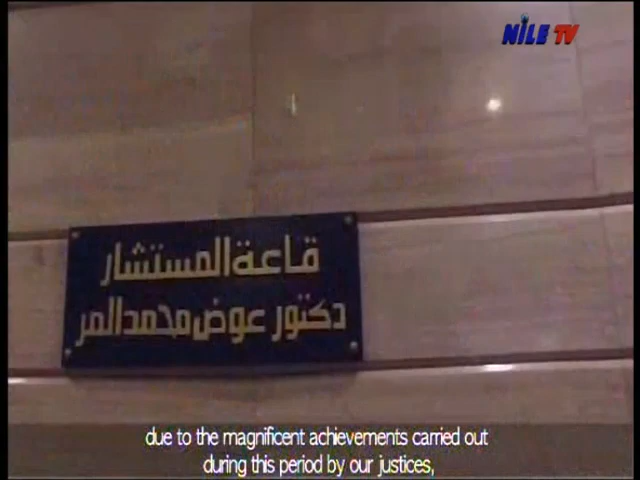 NiLE TV
قاعة المستشار
دكتور عوض محمد المر
due to the magnificent achievements carried out
during this period by our justices,